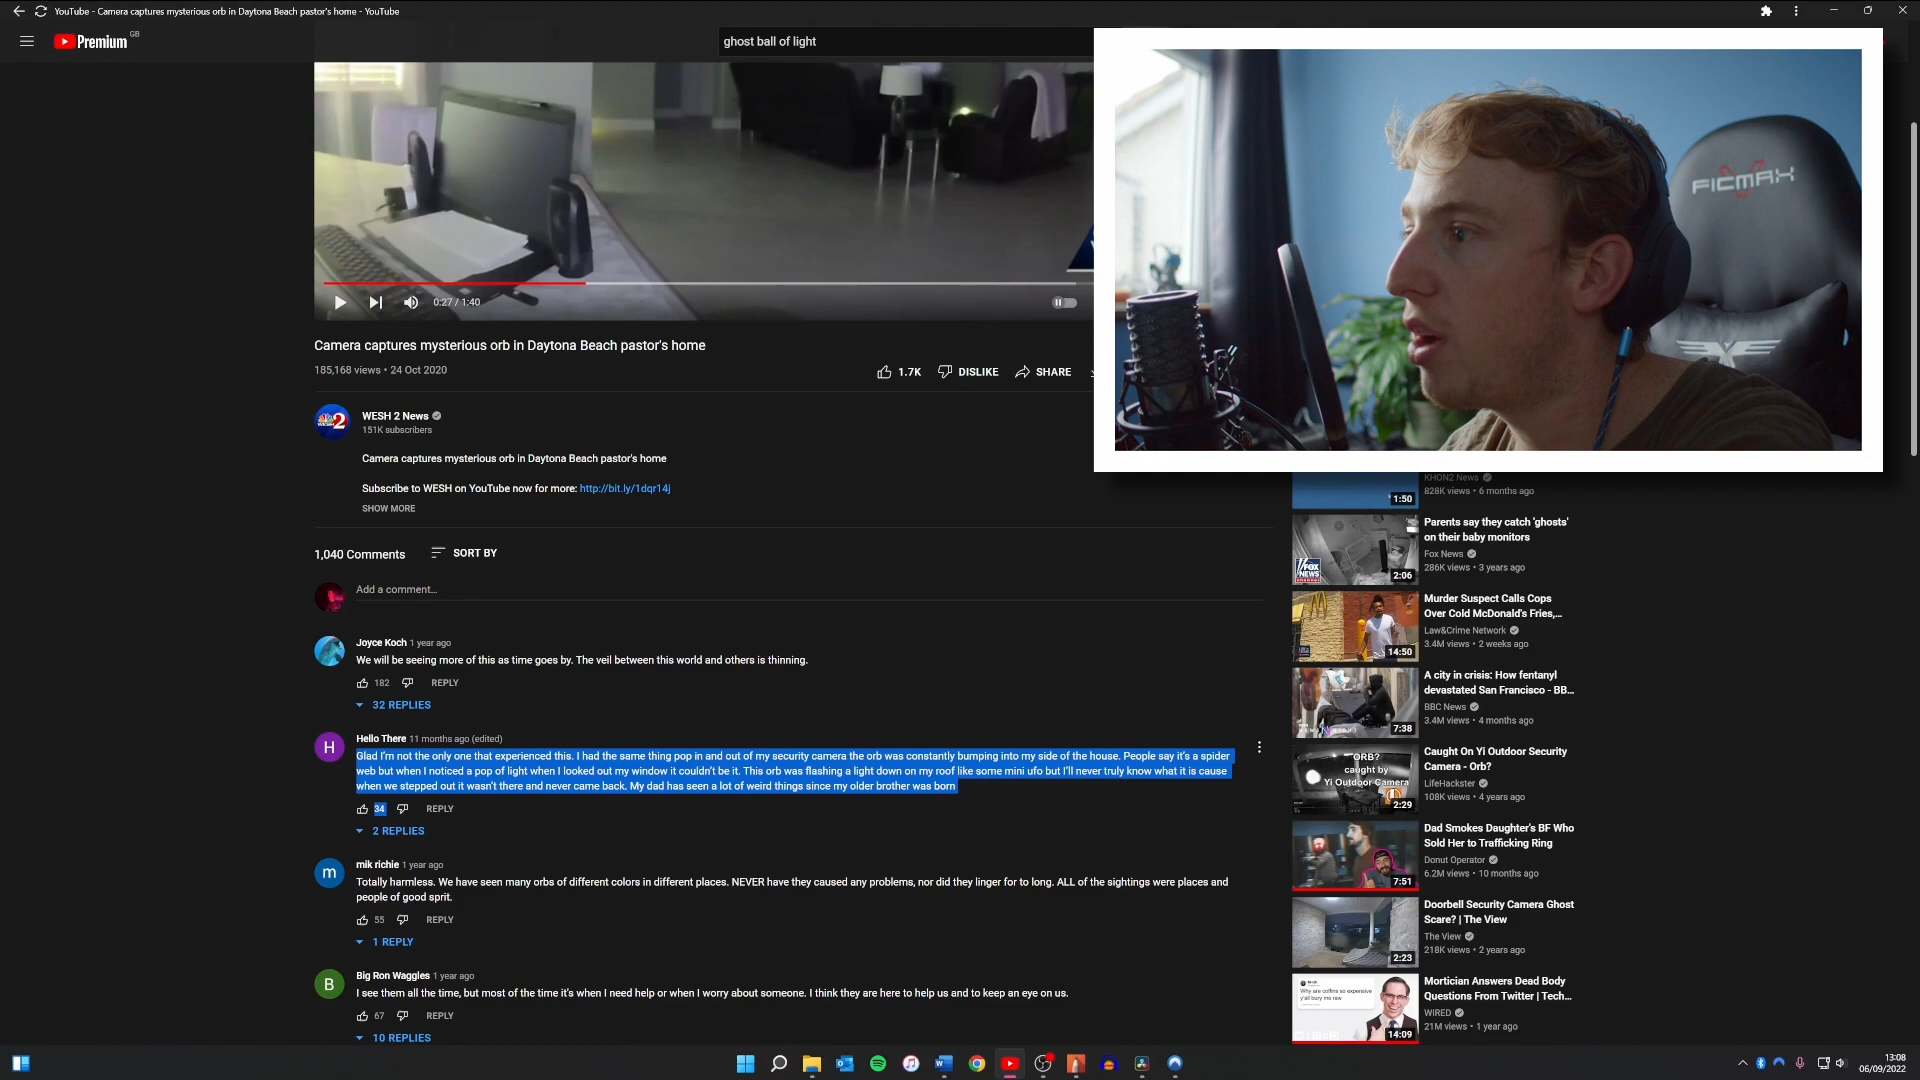 YouTube - Camera captures mysterious orb in Daytona Beach pastor's home - YouTube
Premium GB
ghost ball of light
0:27 / 1:40
Camera captures mysterious orb in Daytona Beach pastor's home
185,168 views • 24 Oct 2020
1.7K DISLIKE SHARE
WESH 2 News
151K subscribers
Camera captures mysterious orb in Daytona Beach pastor's home
Subscribe to WESH on YouTube now for more: http://bit.ly/1dqr14j
SHOW MORE
1,040 Comments SORT BY
Add a comment...
Joyce Koch 1 year ago
We will be seeing more of this as time goes by. The veil between this world and others is thinning.
182 REPLY
32 REPLIES
H
Hello There 11 months ago (edited)
Glad I'm not the only one that experienced this. I had the same thing pop in and out of my security camera the orb was constantly bumping into my side of the house. People say it's a spider
web but when I noticed a pop of light when I looked out my window it couldn't be it. This orb was flashing a light down on my roof like some mini ufo but I'll never truly know what it is cause
when we stepped out it wasn't there and never came back. My dad has seen a lot of weird things since my older brother was born
34 REPLY
2 REPLIES
m
mik richie 1 year ago
Totally harmless. We have seen many orbs of different colors in different places. NEVER have they caused any problems, nor did they linger for to long. ALL of the sightings were places and
people of good sprit.
55 REPLY
1 REPLY
B
Big Ron Waggles 1 year ago
I see them all the time, but most of the time it's when I need help or when I worry about someone. I think they are here to help us and to keep an eye on us.
67 REPLY
10 REPLIES
FICMAX
KHON2 News
828K views • 6 months ago
1:50
Parents say they catch 'ghosts'
on their baby monitors
Fox News
286K views • 3 years ago
FOX
NEWS
2:06
Murder Suspect Calls Cops
Over Cold McDonald's Fries,...
Law&Crime Network
3.4M views • 2 weeks ago
14:50
A city in crisis: How fentanyl
devastated San Francisco - BB...
BBC News
3.4M views • 4 months ago
7:38
Caught On Yi Outdoor Security
Camera - Orb?
LifeHackster
108K views • 4 years ago
ORB?
caught by
Yi Outdoor Camera
2:29
Dad Smokes Daughter's BF Who
Sold Her to Trafficking Ring
Donut Operator
6.2M views • 10 months ago
7:51
Doorbell Security Camera Ghost
Scare? | The View
The View
218K views • 2 years ago
2:23
Mortician Answers Dead Body
Questions From Twitter | Tech...
WIRED
21M views • 1 year ago
Why are coffins so expensive
y'all bury me raw
14:09
13:08
06/09/2022